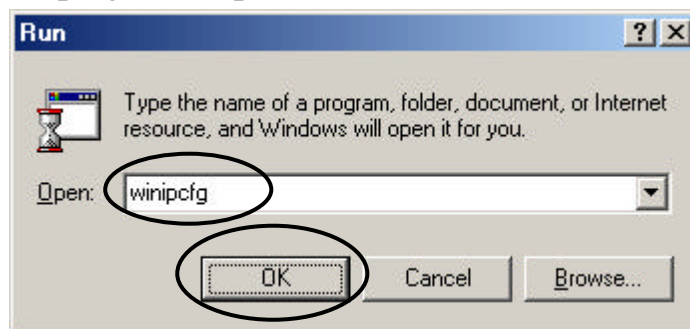 Run
Type the name of a program, folder, document, or Internet
resource, and Windows will open it for you.
Open: winipcfg
OK Cancel Browse...